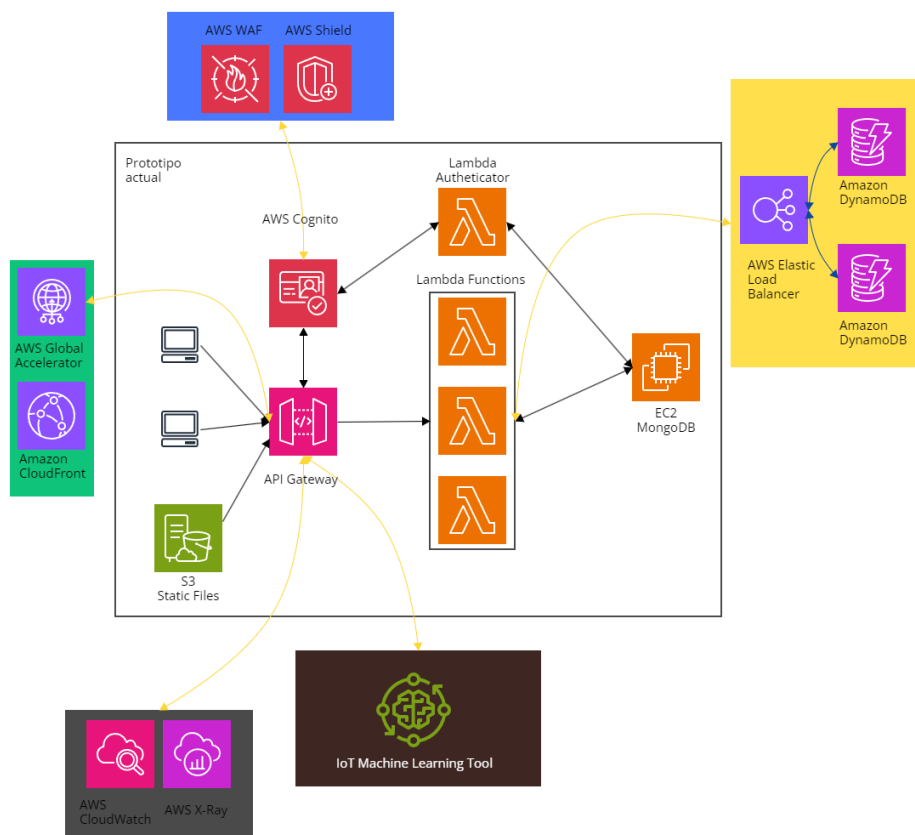 AWS WAF
AWS Shield
Prototipo
actual
Lambda
Autheticator
AWS Cognito
Amazon
DynamoDB
AWS Elastic
Load
Balancer
Amazon
DynamoDB
Lambda Functions
AWS Global
Accelerator
Amazon
CloudFront
EC2
MongoDB
API Gateway
S3
Static Files
IoT Machine Learning Tool
AWS
CloudWatch
AWS X-Ray